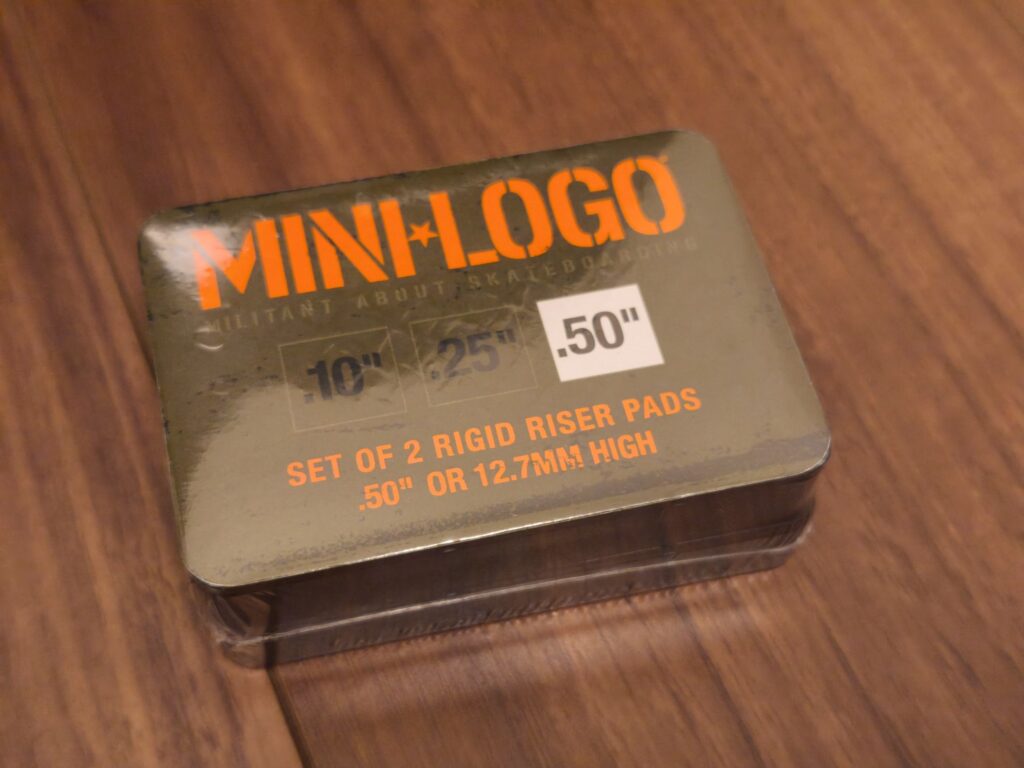 MINI★LOGO
MILITANT ABOUT SKATEBOARDING
.10" .25" .50"
SET OF 2 RIGID RISER PADS
.50" OR 12.7MM HIGH